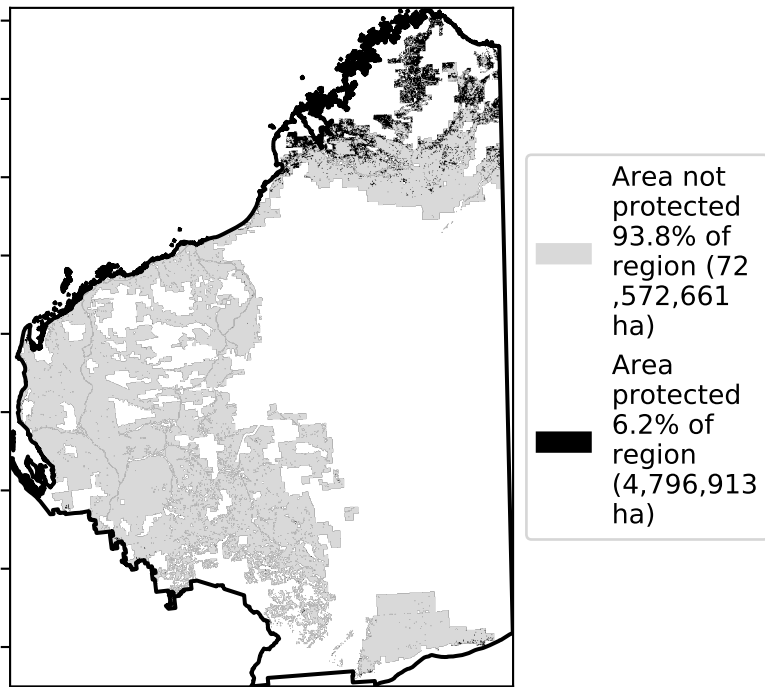 Area not
protected
93.8% of
region (72
,572,661
ha)
Area
protected
6.2% of
region
(4,796,913
ha)